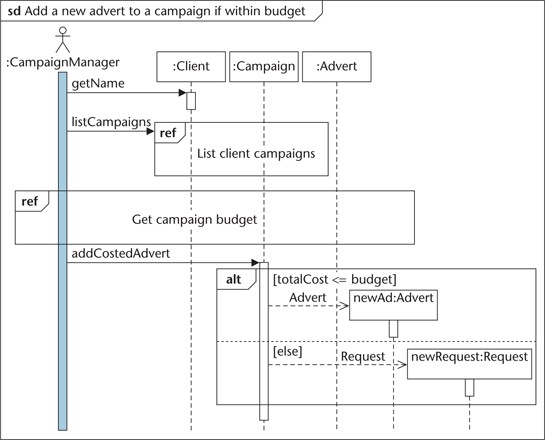 sd Add a new advert to a campaign if within budget
:CampaignManager
:Client
:Campaign
:Advert
getName
listCampaigns
ref
List client campaigns
ref
Get campaign budget
addCostedAdvert
alt
[totalCost <= budget]
Advert
newAd:Advert
[else]
Request
newRequest:Request